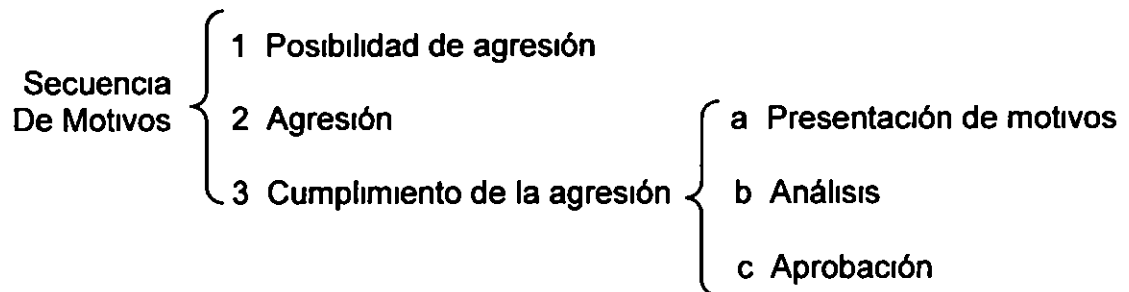 Secuencia
De Motivos
1 Posibilidad de agresión
2 Agresión
3 Cumplimiento de la agresión
a Presentación de motivos
b Análisis
c Aprobación